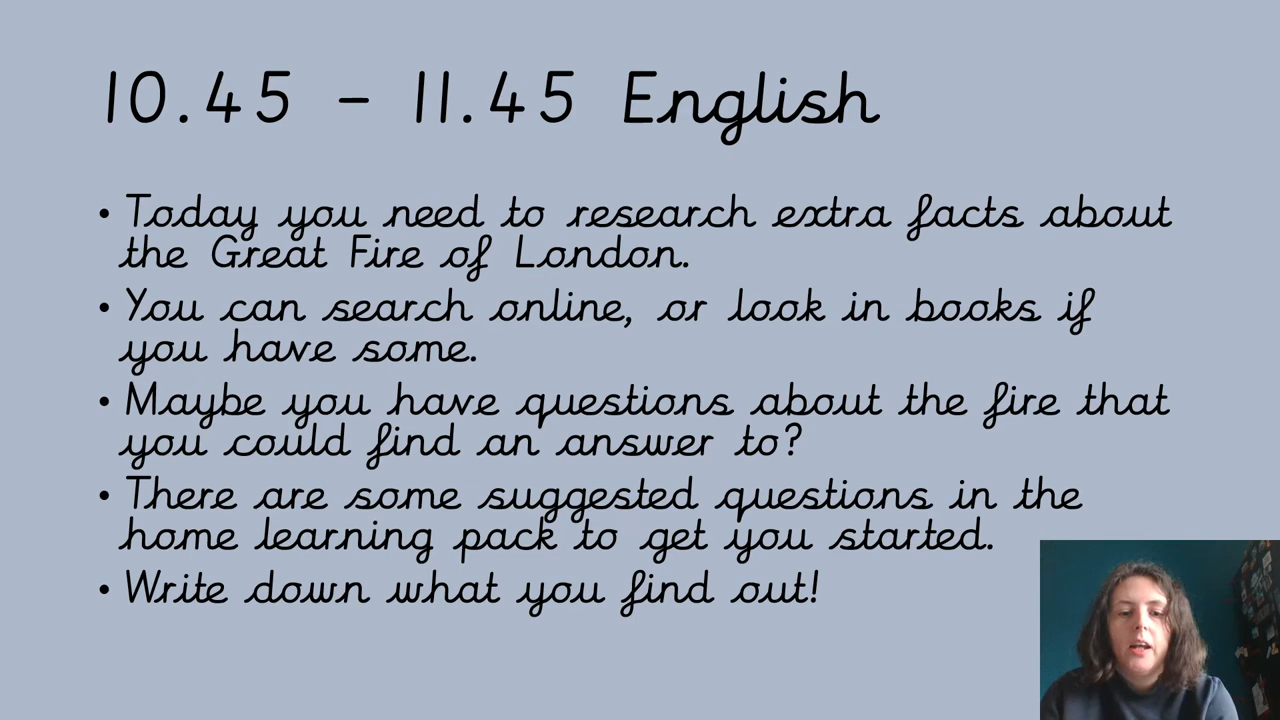 10.45 - 11.45 English
• Today you need to research extra facts about
the Great Fire of London.
• You can search online, or look in books if
you have some.
• Maybe you have questions about the fire that
you could find an answer to?
• There are some suggested questions in the
home learning pack to get you started.
• Write down what you find out!